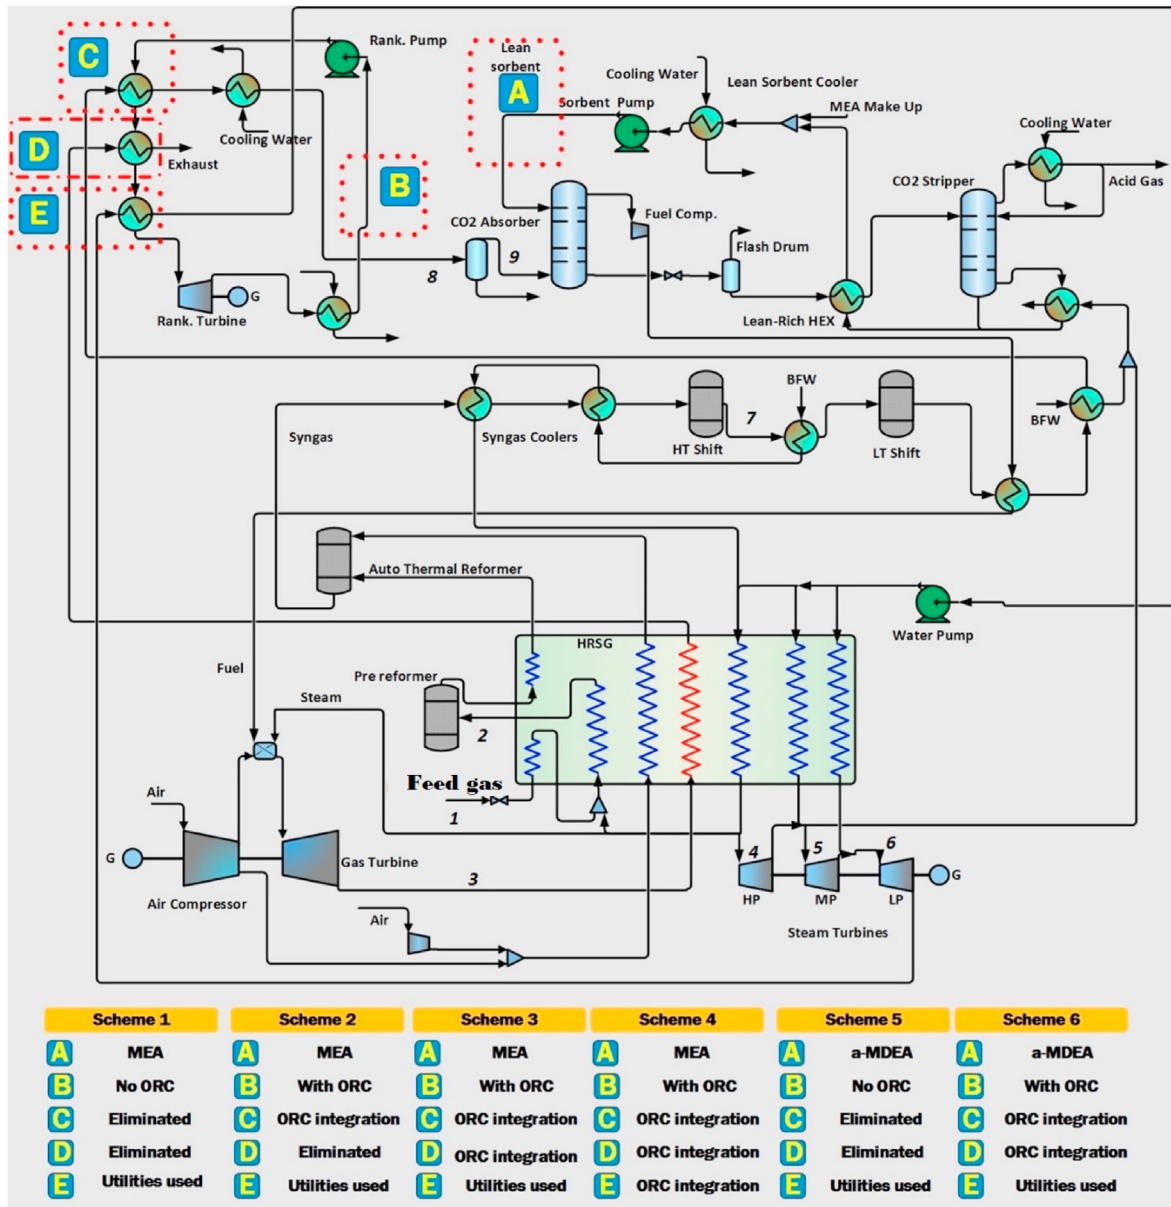 C
Rank. Pump
Lean
sorbent
A
Cooling Water
Lean Sorbent Cooler
Sorbent Pump
MEA Make Up
Cooling Water
Cooling Water
D
Exhaust
B
CO2 Stripper
Acid Gas
E
CO2 Absorber
Fuel Comp.
8
9
Flash Drum
G
Rank. Turbine
Lean-Rich HEX
BFW
7
BFW
Syngas
Syngas Coolers
HT Shift
LT Shift
Auto Thermal Reformer
Water Pump
HRSG
Fuel
Pre reformer
Steam
2
Feed gas
Air
1
4
5
6
G
Gas Turbine
3
G
Air Compressor
HP
MP
LP
Air
Steam Turbines
Scheme 1
Scheme 2
Scheme 3
Scheme 4
Scheme 5
Scheme 6
A MEA
A MEA
A MEA
A MEA
A a-MDEA
A a-MDEA
B No ORC
B With ORC
B With ORC
B With ORC
B No ORC
B With ORC
C Eliminated
C ORC integration
C ORC integration
C ORC integration
C Eliminated
C ORC integration
D Eliminated
D Eliminated
D ORC integration
D ORC integration
D Eliminated
D ORC integration
E Utilities used
E Utilities used
E Utilities used
E ORC integration
E Utilities used
E Utilities used